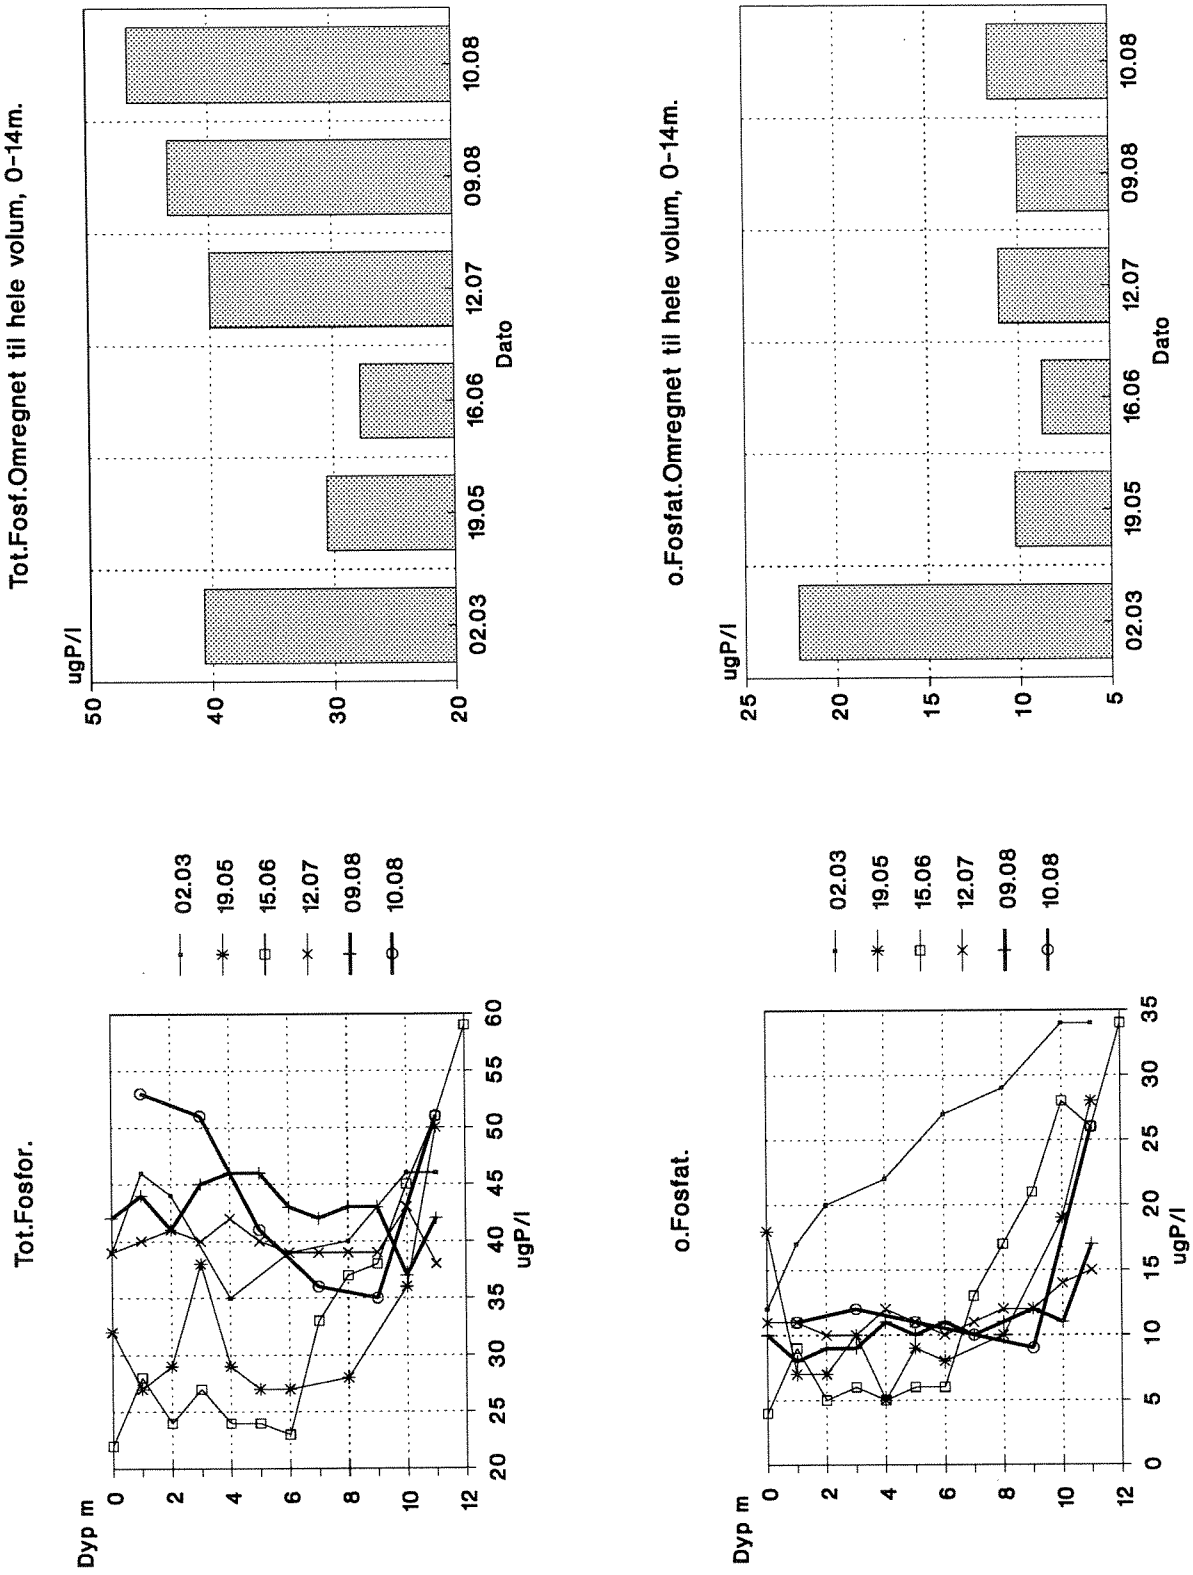 Tot.Fosfor.
Dyp m
0
2
4
6
8
10
12
20 25 30 35 40 45 50 55 60
ugP/l
02.03
19.05
15.06
12.07
09.08
10.08
Tot.Fosf.Omregnet til hele volum, 0-14m.
ugP/l
50
40
30
20
02.03 19.05 16.06 12.07 09.08 10.08
Dato
o.Fosfat.
Dyp m
0
2
4
6
8
10
12
0 5 10 15 20 25 30 35
ugP/l
02.03
19.05
15.06
12.07
09.08
10.08
o.Fosfat.Omregnet til hele volum, 0-14m.
ugP/l
25
20
15
10
5
02.03 19.05 16.06 12.07 09.08 10.08
Dato